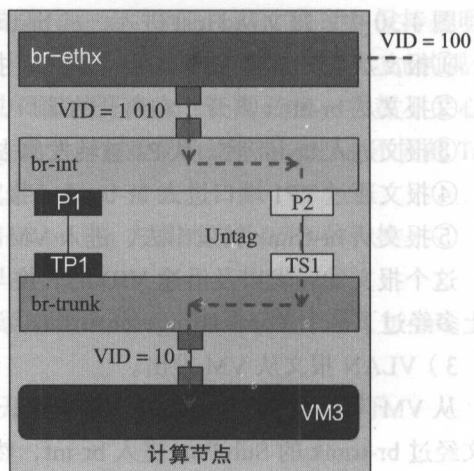 VID = 100
br-ethx
VID = 1 010
br-int
P1
P2
Untag
TP1
TS1
br-trunk
VID = 10
VM3
计算节点